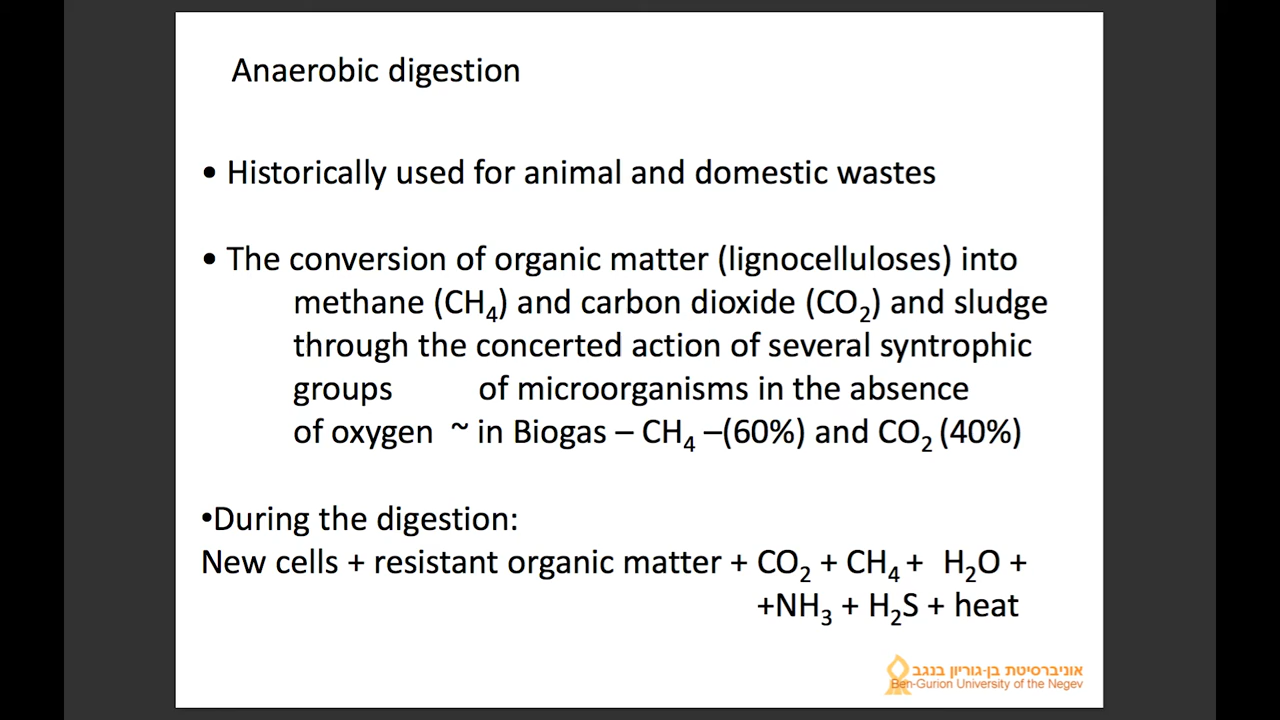 Anaerobic digestion
• Historically used for animal and domestic wastes
• The conversion of organic matter (lignocelluloses) into
methane (CH₄) and carbon dioxide (CO₂) and sludge
through the concerted action of several syntrophic
groups of microorganisms in the absence
of oxygen ~ in Biogas – CH₄ –(60%) and CO₂ (40%)
•During the digestion:
New cells + resistant organic matter + CO₂ + CH₄ + H₂O +
+NH₃ + H₂S + heat
אוניברסיטת בן-גוריון בנגב
Ben-Gurion University of the Negev